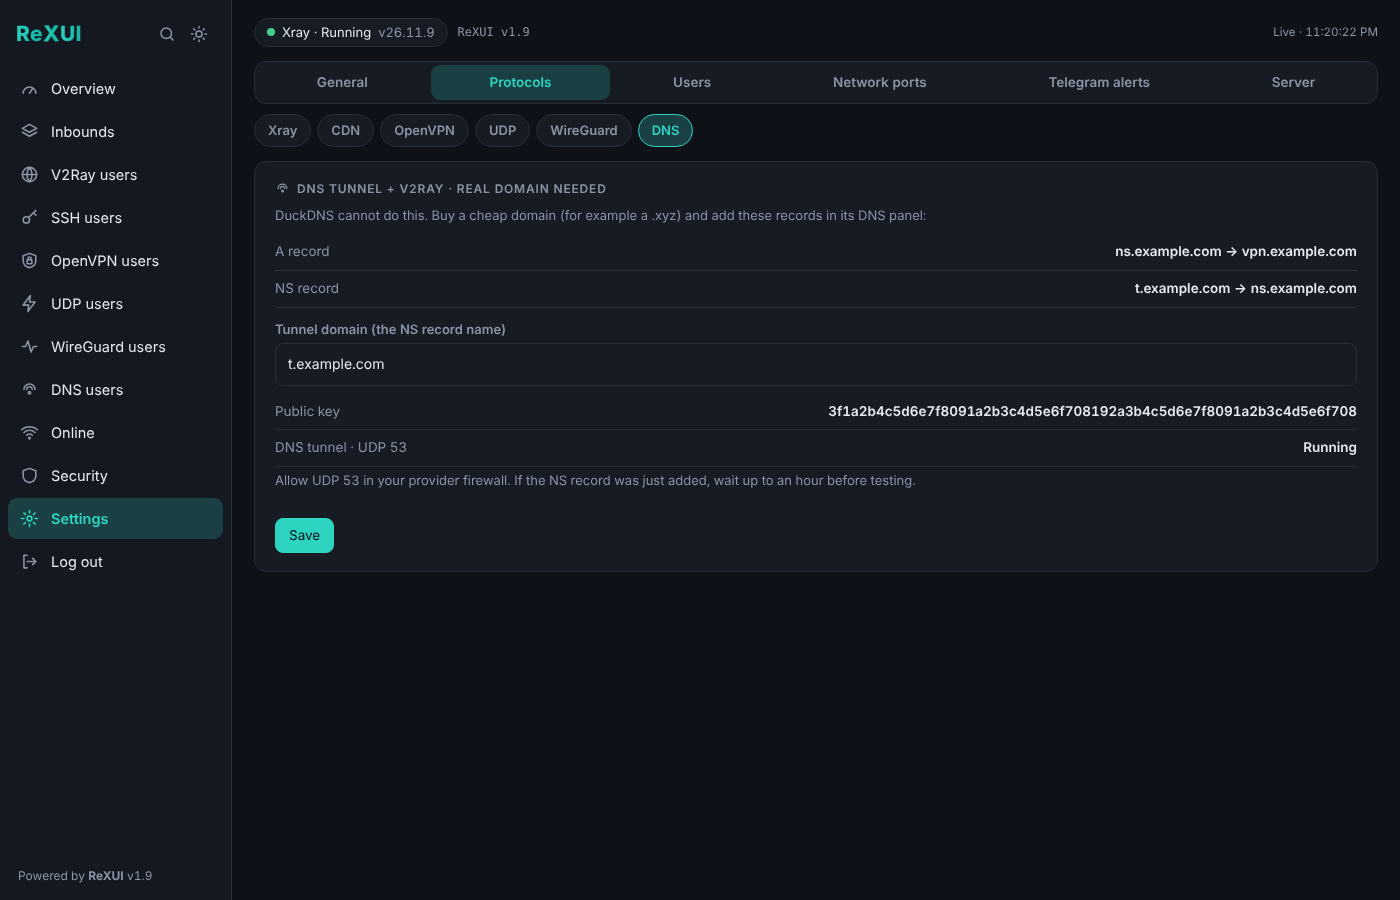 ReXUI
Xray · Running v26.11.9
ReXUI v1.9
Live · 11:20:22 PM
Overview
Inbounds
V2Ray users
SSH users
OpenVPN users
UDP users
WireGuard users
DNS users
Online
Security
Settings
Log out
Powered by ReXUI v1.9
General
Protocols
Users
Network ports
Telegram alerts
Server
Xray
CDN
OpenVPN
UDP
WireGuard
DNS
DNS TUNNEL + V2RAY · REAL DOMAIN NEEDED
DuckDNS cannot do this. Buy a cheap domain (for example a .xyz) and add these records in its DNS panel:
A record ns.example.com → vpn.example.com
NS record t.example.com → ns.example.com
Tunnel domain (the NS record name)
t.example.com
Public key 3f1a2b4c5d6e7f8091a2b3c4d5e6f708192a3b4c5d6e7f8091a2b3c4d5e6f708
DNS tunnel · UDP 53 Running
Allow UDP 53 in your provider firewall. If the NS record was just added, wait up to an hour before testing.
Save